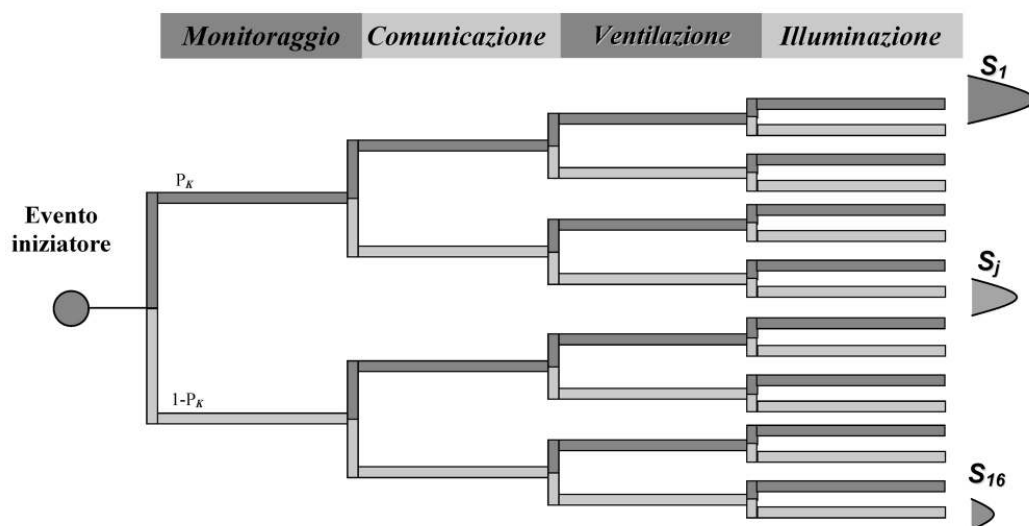 Monitoraggio Comunicazione Ventilazione Illuminazione
S1
PK
Evento
iniziatore
Sj
1-PK
S16